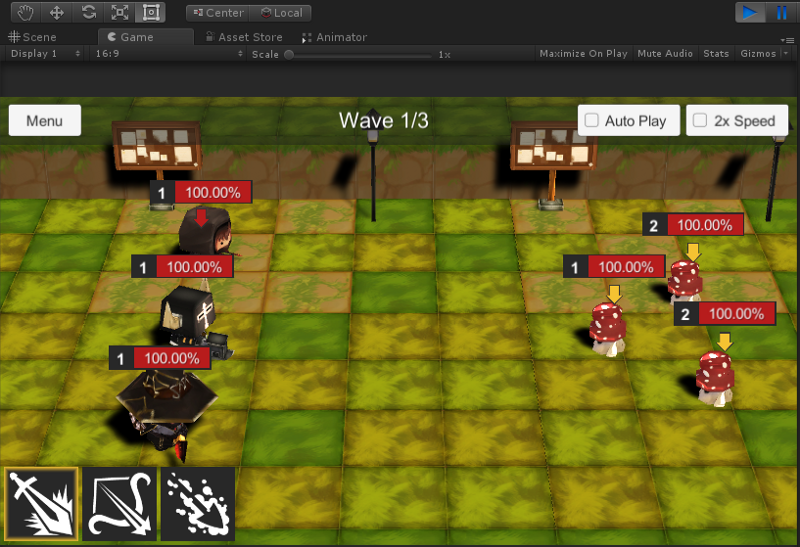 Center Local
Scene Game Asset Store Animator
Display 1 16:9 Scale 1x Maximize On Play Mute Audio Stats Gizmos
Menu Wave 1/3 Auto Play 2x Speed
1 100.00%
2 100.00%
1 100.00%
1 100.00%
2 100.00%
1 100.00%